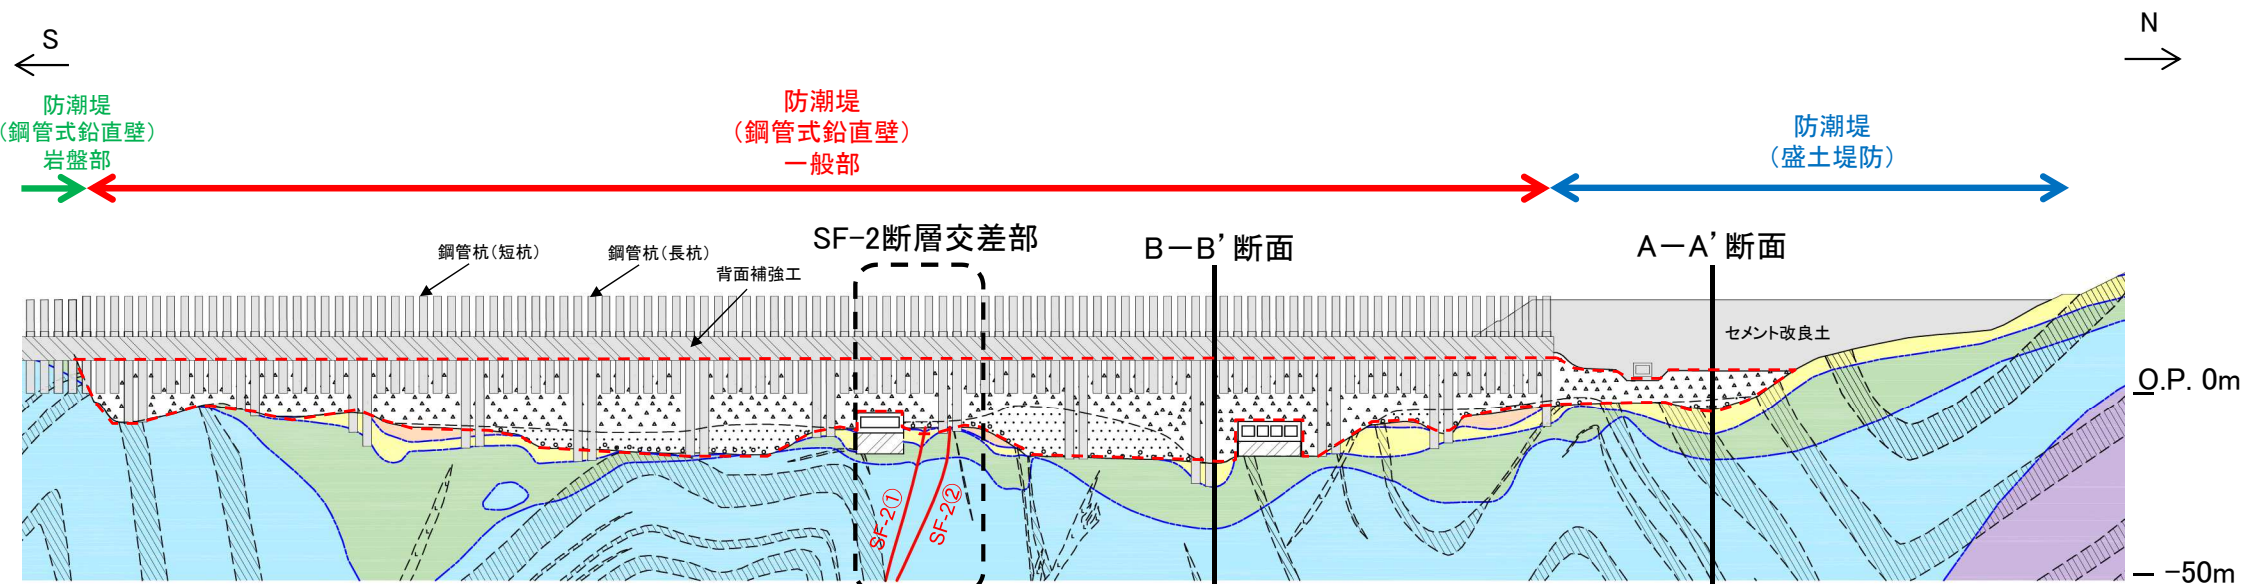 S
N
防潮堤
（鋼管式鉛直壁）
岩盤部
防潮堤
（鋼管式鉛直壁）
一般部
防潮堤
（盛土堤防）
SF-2断層交差部
B－B’断面
A－A’断面
鋼管杭（短杭）
鋼管杭（長杭）
背面補強工
セメント改良土
O.P. 0m
SF-2①
SF-2②
-50m